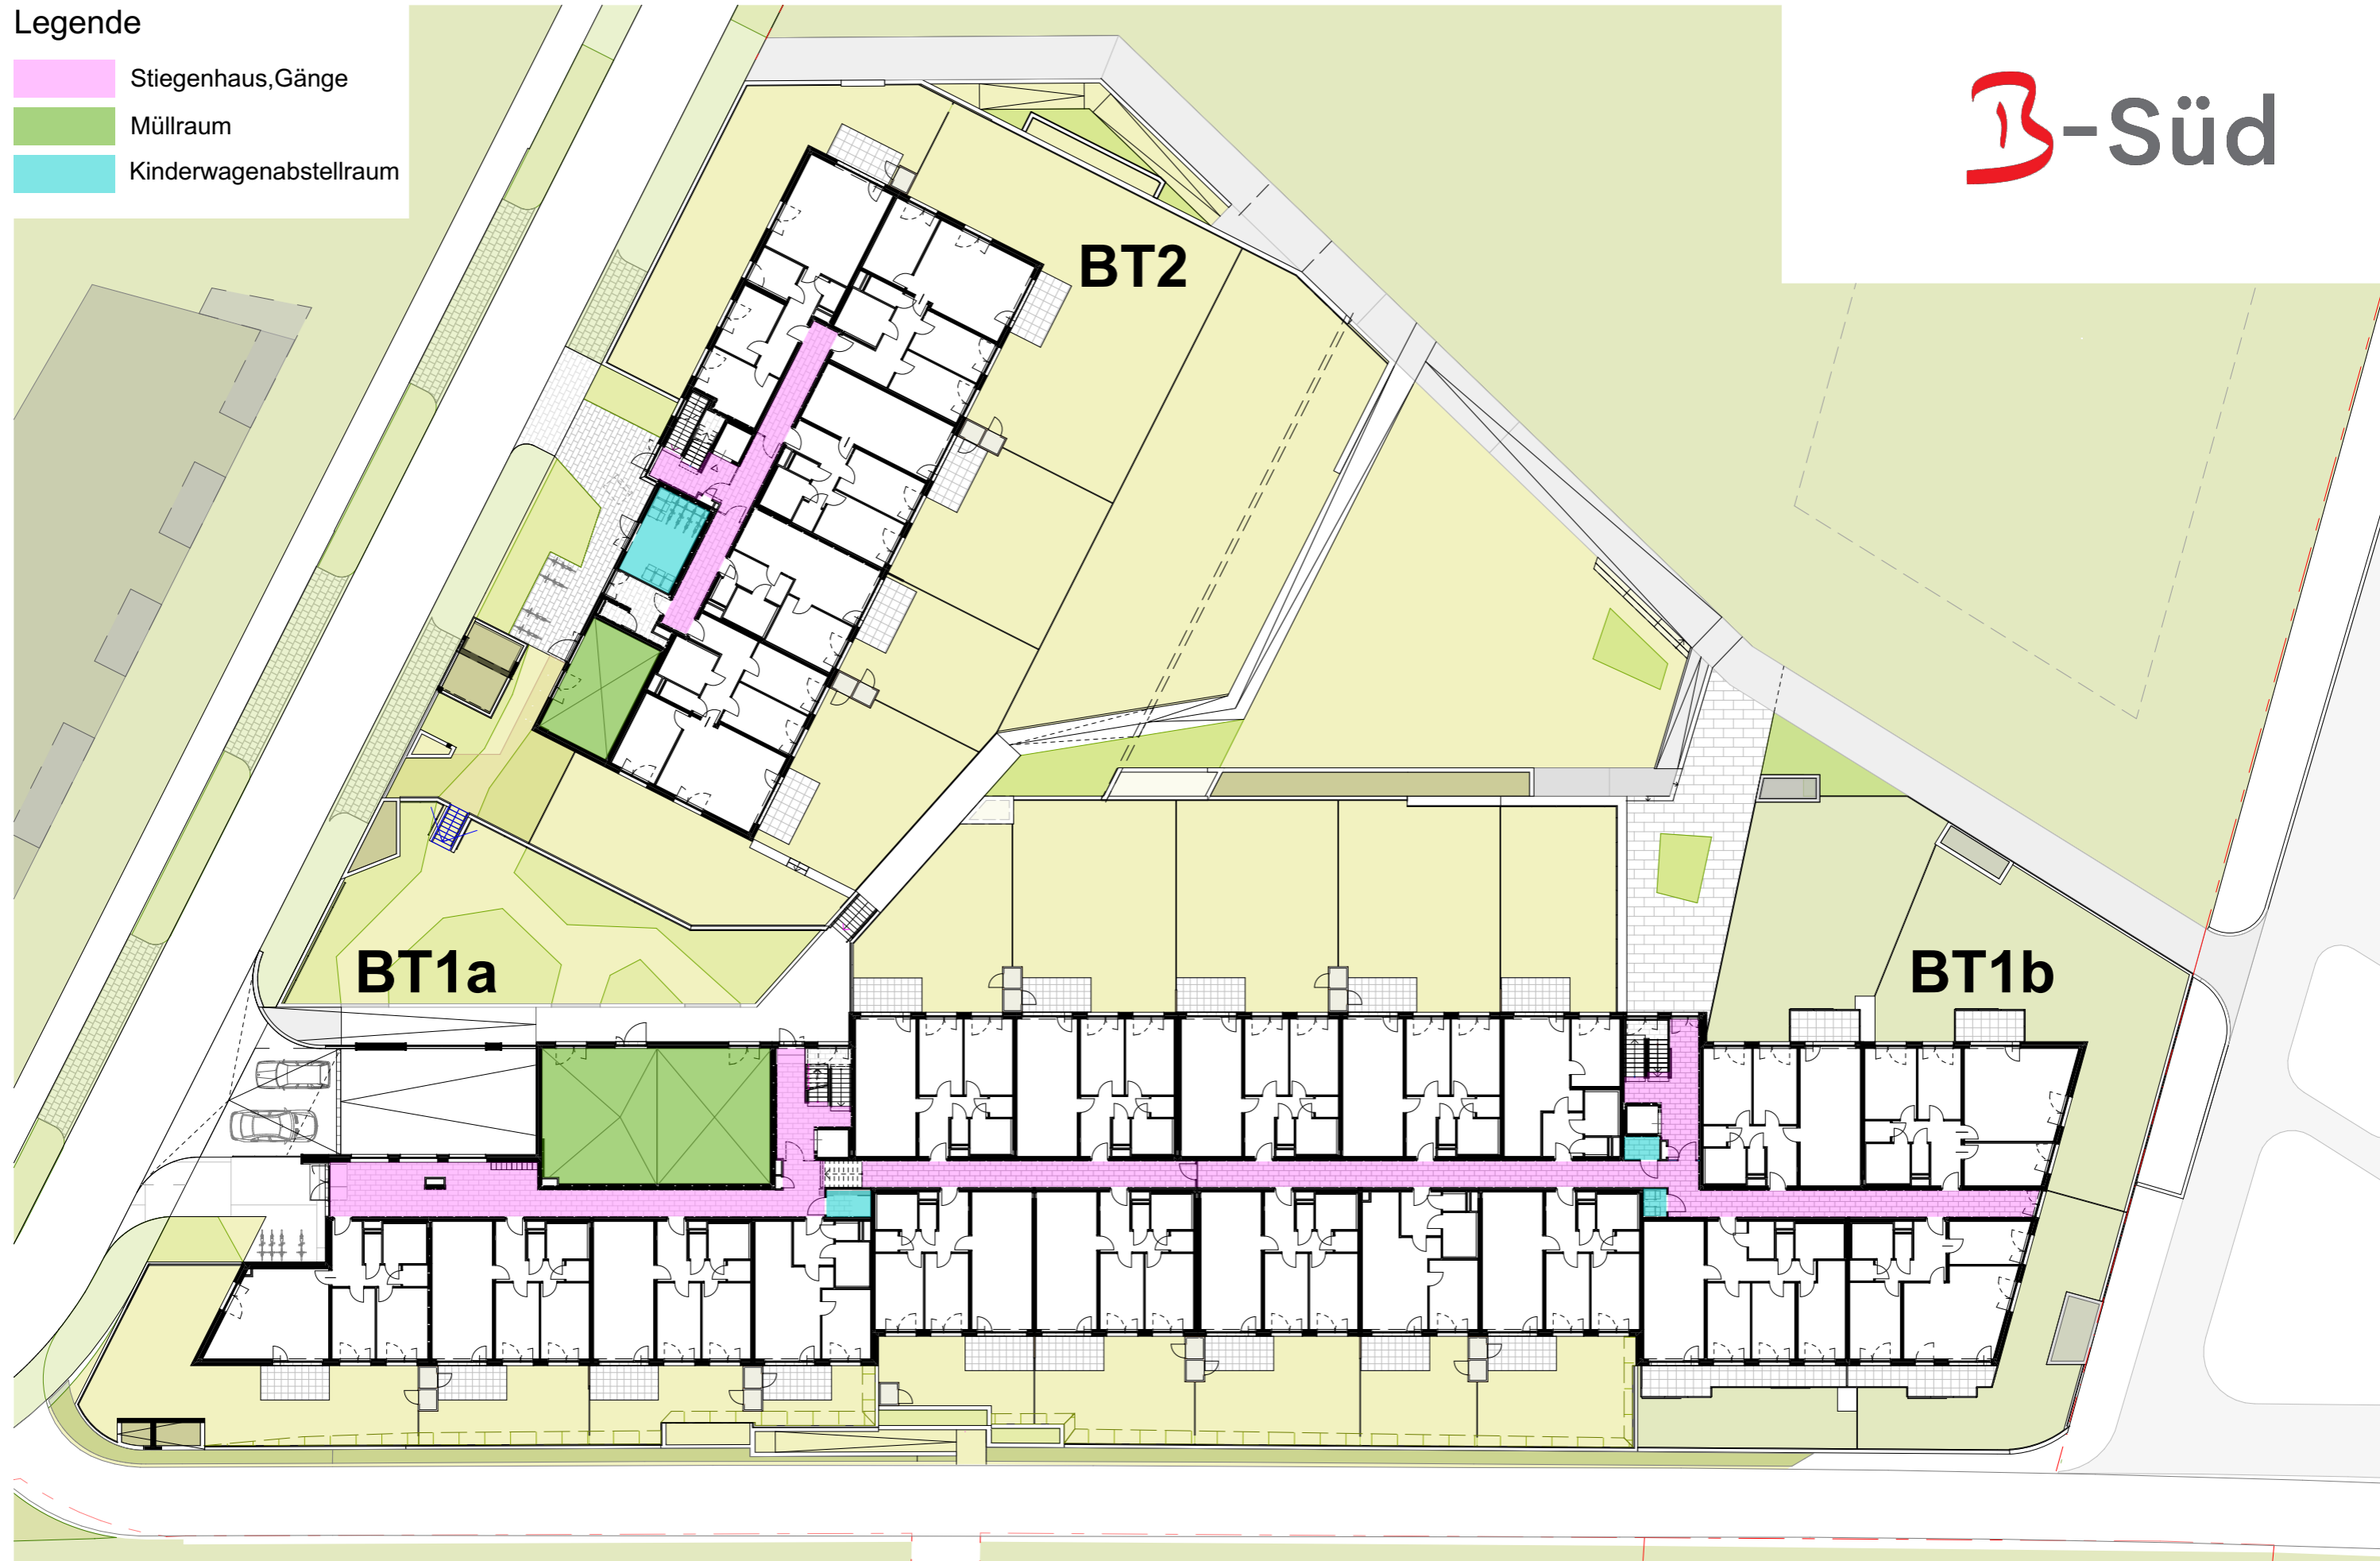 Legende
Stiegenhaus,Gänge
Müllraum
Kinderwagenabstellraum
B-Süd
BT2
BT1a
BT1b